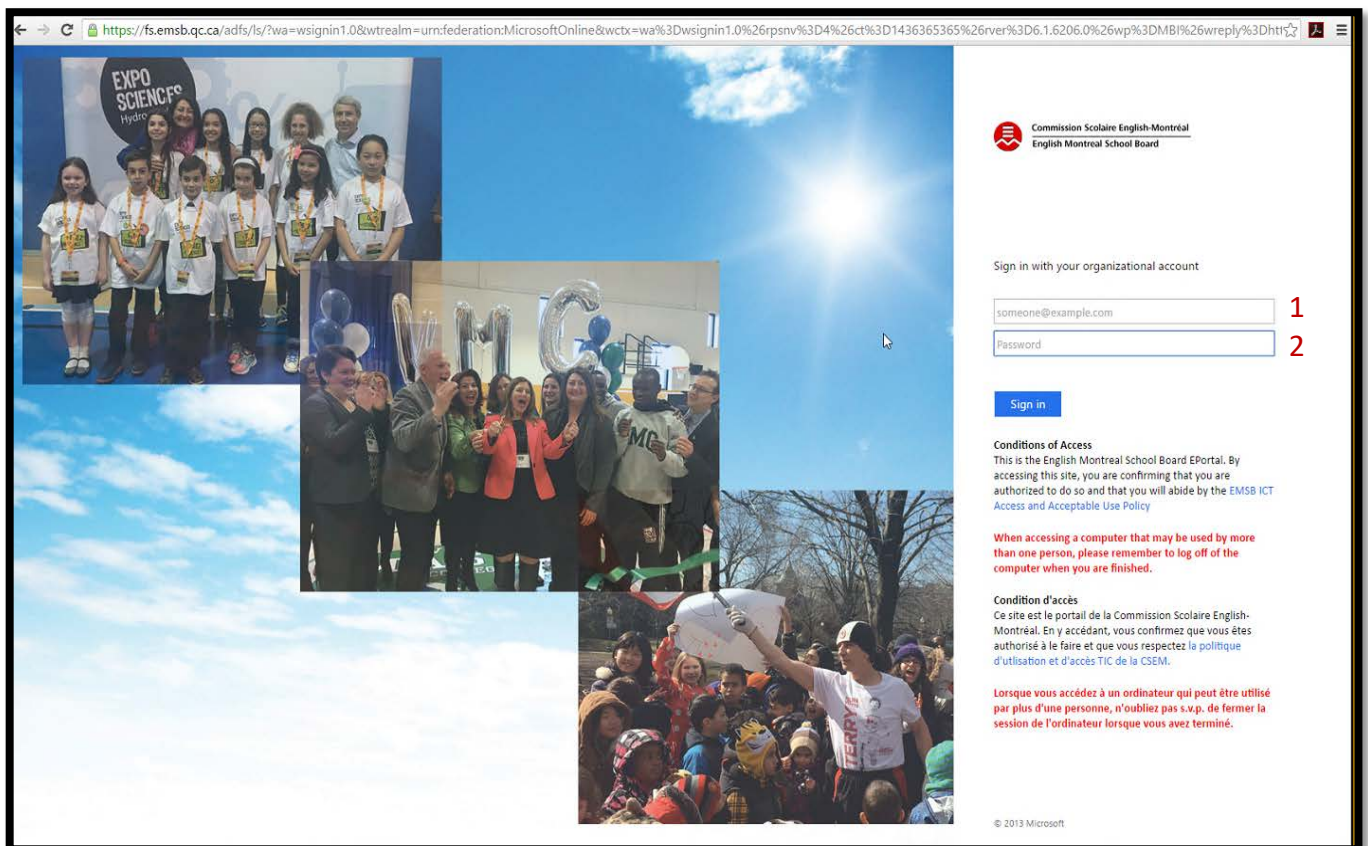 https://fs.emsb.qc.ca/adfs/ls/?wa=wsignin1.0&wtrealm=urn:federation:MicrosoftOnline&wctx=wa%3Dwsignin1.0%26rpsnv%3D4%26ct%3D1436365365%26rver%3D6.1.6206.0%26wp%3DMBI%26wreply%3Dhtt
EXPO
SCIENCES
Hydro
VMC
MC
TERRY
Commission Scolaire English-Montréal
English Montreal School Board
Sign in with your organizational account
someone@example.com 1
Password 2
Sign in
Conditions of Access
This is the English Montreal School Board EPortal. By
accessing this site, you are confirming that you are
authorized to do so and that you will abide by the EMSB ICT
Access and Acceptable Use Policy
When accessing a computer that may be used by more
than one person, please remember to log off of the
computer when you are finished.
Condition d'accès
Ce site est le portail de la Commission Scolaire English-
Montréal. En y accédant, vous confirmez que vous êtes
authorisé à le faire et que vous respectez la politique
d'utlisation et d'accès TIC de la CSEM.
Lorsque vous accédez à un ordinateur qui peut être utilisé
par plus d'une personne, n'oubliez pas s.v.p. de fermer la
session de l'ordinateur lorsque vous avez terminé.
© 2013 Microsoft